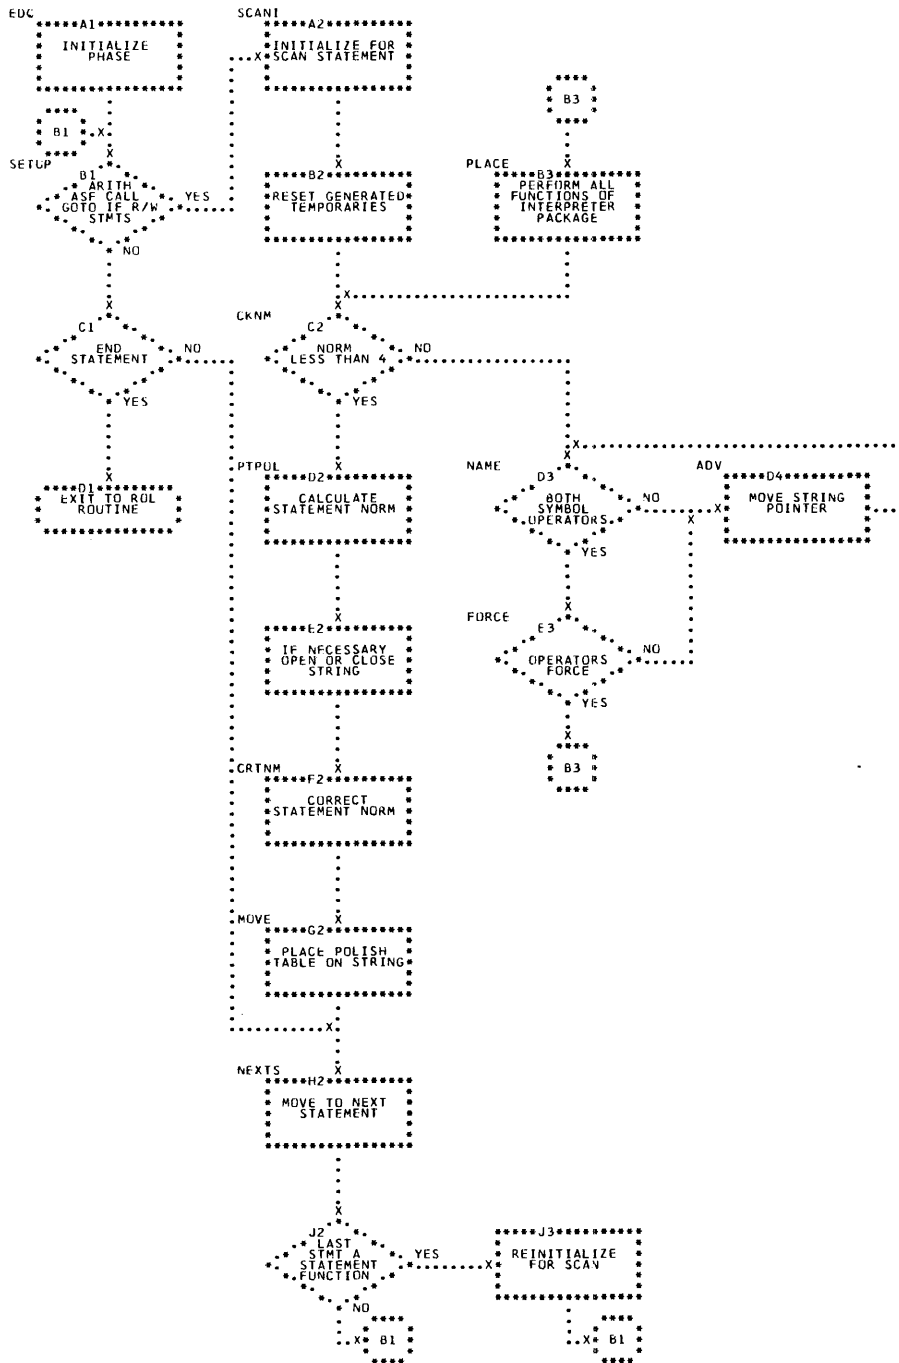 EDC
A1
INITIALIZE
PHASE
SCAN1
A2
INITIALIZE FOR
SCAN STATEMENT
B3
B1
SETUP
B1
ARITH
ASF CALL
GOTO IF R/W
STMTS
YES
NO
B2
RESET GENERATED
TEMPORARIES
PLACE
B3
PERFORM ALL
FUNCTIONS OF
INTERPRETER
PACKAGE
C1
END
STATEMENT
NO
YES
CKNM
C2
NORM
LESS THAN 4
NO
YES
D1
EXIT TO ROL
ROUTINE
PTPOL
D2
CALCULATE
STATEMENT NORM
NAME
D3
BOTH
SYMBOL
OPERATORS
NO
YES
ADV
D4
MOVE STRING
POINTER
E2
IF NECESSARY
OPEN OR CLOSE
STRING
FORCE
E3
OPERATORS
FORCE
NO
YES
B3
CRTNM
F2
CORRECT
STATEMENT NORM
MOVE
G2
PLACE POLISH
TABLE ON STRING
NEXTS
H2
MOVE TO NEXT
STATEMENT
J2
LAST
STMT A
STATEMENT
FUNCTION
YES
NO
J3
REINITIALIZE
FOR SCAN
B1
B1